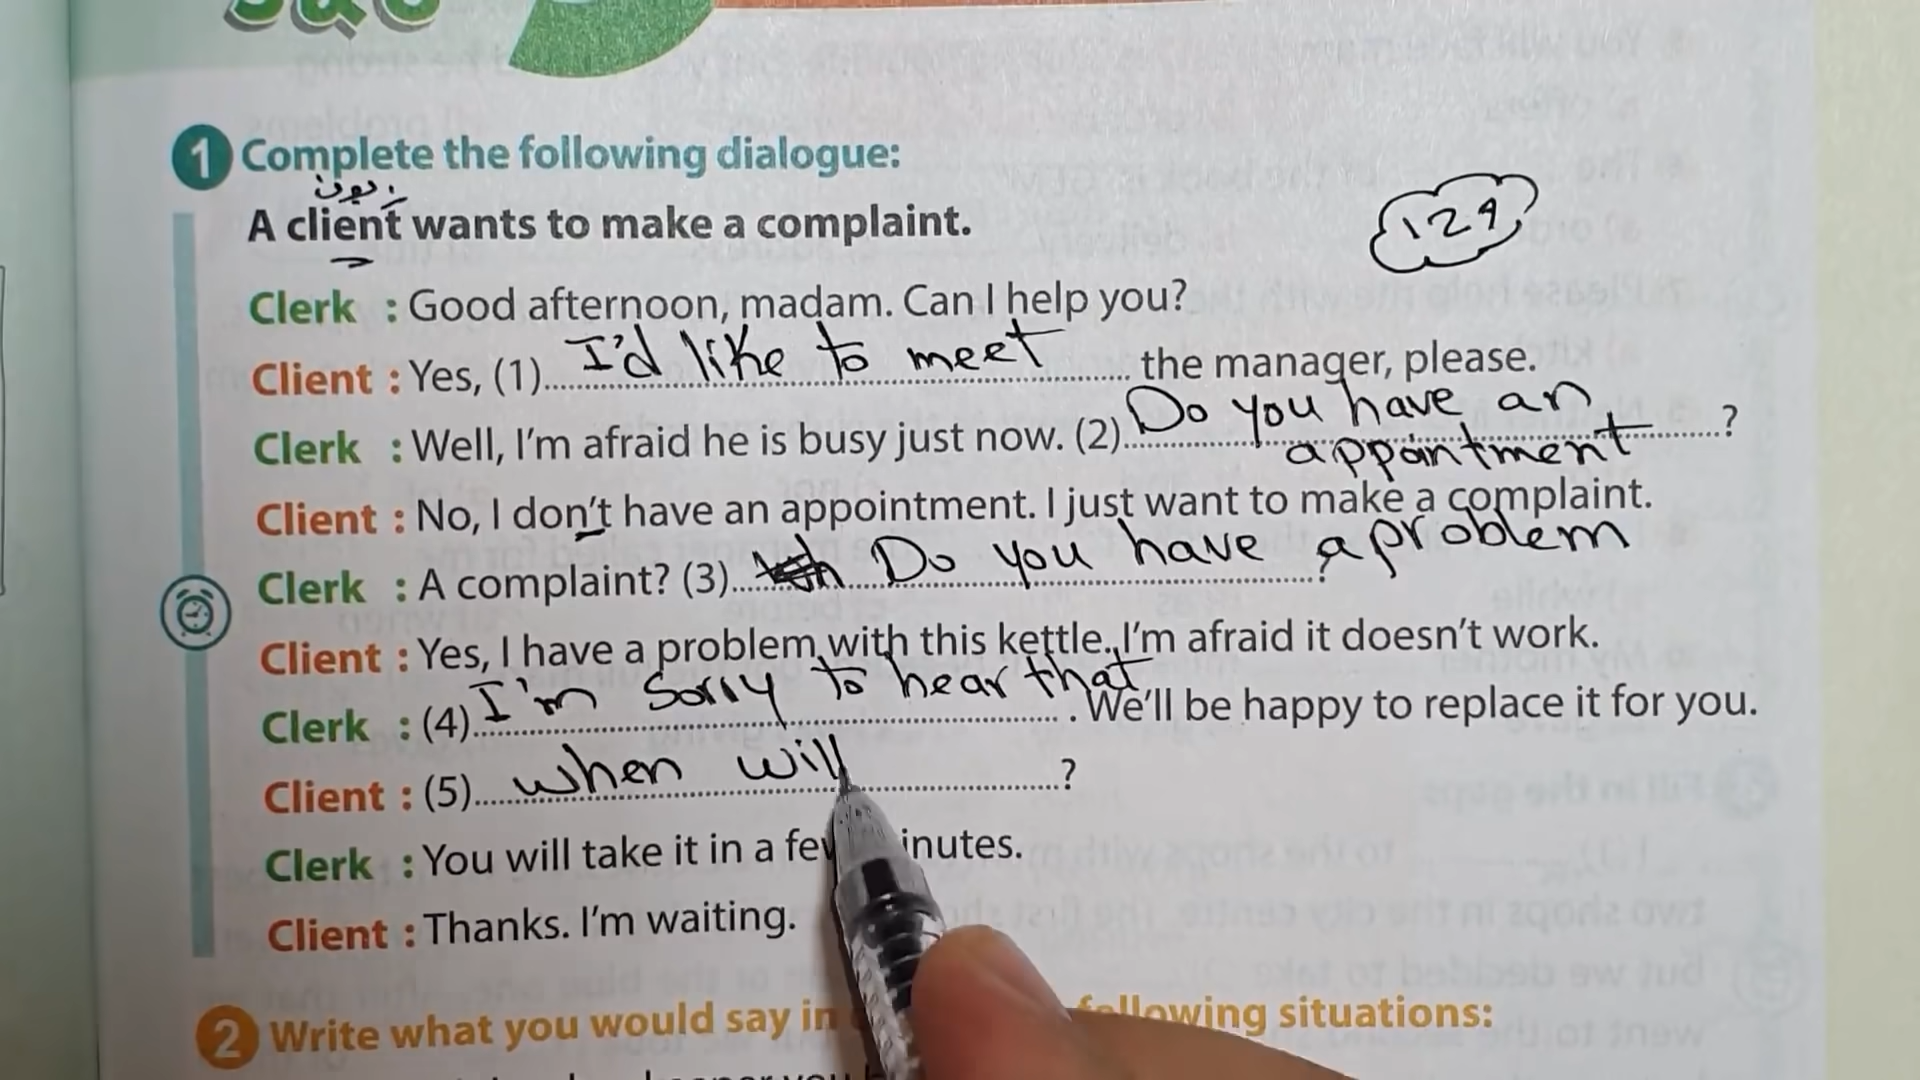 1 Complete the following dialogue:
زبون
A client wants to make a complaint.
129
Clerk : Good afternoon, madam. Can I help you?
Client : Yes, (1) I'd like to meet the manager, please.
Clerk : Well, I'm afraid he is busy just now. (2) Do you have an
appointment ?
Client : No, I don't have an appointment. I just want to make a complaint.
Clerk : A complaint? (3) Do you have a problem ?
Client : Yes, I have a problem with this kettle. I'm afraid it doesn't work.
Clerk : (4) I'm sorry to hear that . We'll be happy to replace it for you.
Client : (5) when will ?
Clerk : You will take it in a few minutes.
Client : Thanks. I'm waiting.
2 Write what you would say in following situations: